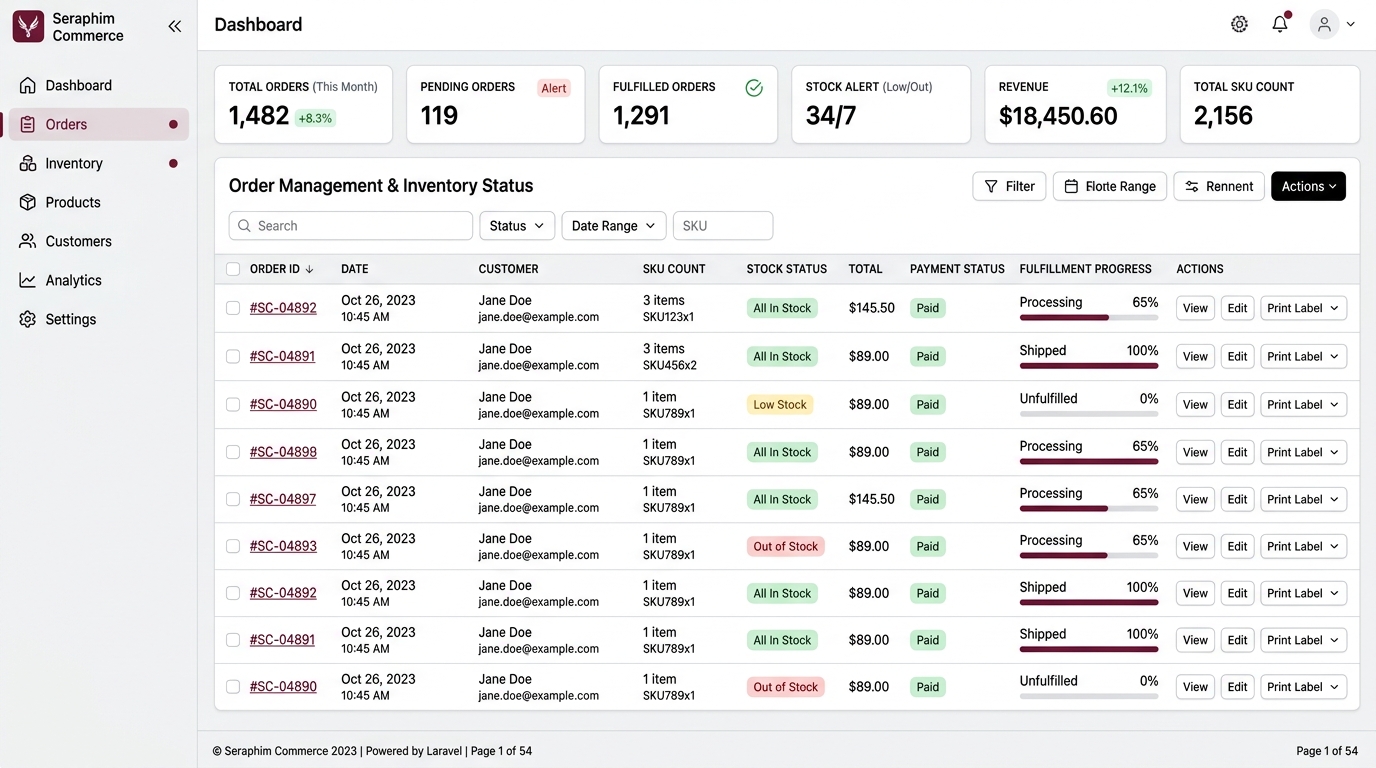 Seraphim
Commerce
Dashboard
Orders
Inventory
Products
Customers
Analytics
Settings
Dashboard
TOTAL ORDERS (This Month)
1,482 +8.3%
PENDING ORDERS Alert
119
FULFILLED ORDERS
1,291
STOCK ALERT (Low/Out)
34/7
REVENUE +12.1%
$18,450.60
TOTAL SKU COUNT
2,156
Order Management & Inventory Status
Filter Flotte Range Rennent Actions
Search Status Date Range SKU
ORDER ID DATE CUSTOMER SKU COUNT STOCK STATUS TOTAL PAYMENT STATUS FULFILLMENT PROGRESS ACTIONS
#SC-04892 Oct 26, 2023 10:45 AM Jane Doe jane.doe@example.com 3 items SKU123x1 All In Stock $145.50 Paid Processing 65% View Edit Print Label
#SC-04891 Oct 26, 2023 10:45 AM Jane Doe jane.doe@example.com 3 items SKU456x2 All In Stock $89.00 Paid Shipped 100% View Edit Print Label
#SC-04890 Oct 26, 2023 10:45 AM Jane Doe jane.doe@example.com 1 item SKU789x1 Low Stock $89.00 Paid Unfulfilled 0% View Edit Print Label
#SC-04898 Oct 26, 2023 10:45 AM Jane Doe jane.doe@example.com 1 item SKU789x1 All In Stock $89.00 Paid Processing 65% View Edit Print Label
#SC-04897 Oct 26, 2023 10:45 AM Jane Doe jane.doe@example.com 1 item SKU789x1 All In Stock $145.50 Paid Processing 65% View Edit Print Label
#SC-04893 Oct 26, 2023 10:45 AM Jane Doe jane.doe@example.com 1 item SKU789x1 Out of Stock $89.00 Paid Processing 65% View Edit Print Label
#SC-04892 Oct 26, 2023 10:45 AM Jane Doe jane.doe@example.com 1 item SKU789x1 All In Stock $89.00 Paid Shipped 100% View Edit Print Label
#SC-04891 Oct 26, 2023 10:45 AM Jane Doe jane.doe@example.com 1 item SKU789x1 All In Stock $89.00 Paid Shipped 100% View Edit Print Label
#SC-04890 Oct 26, 2023 10:45 AM Jane Doe jane.doe@example.com 1 item SKU789x1 Out of Stock $89.00 Paid Unfulfilled 0% View Edit Print Label
© Seraphim Commerce 2023 | Powered by Laravel | Page 1 of 54
Page 1 of 54